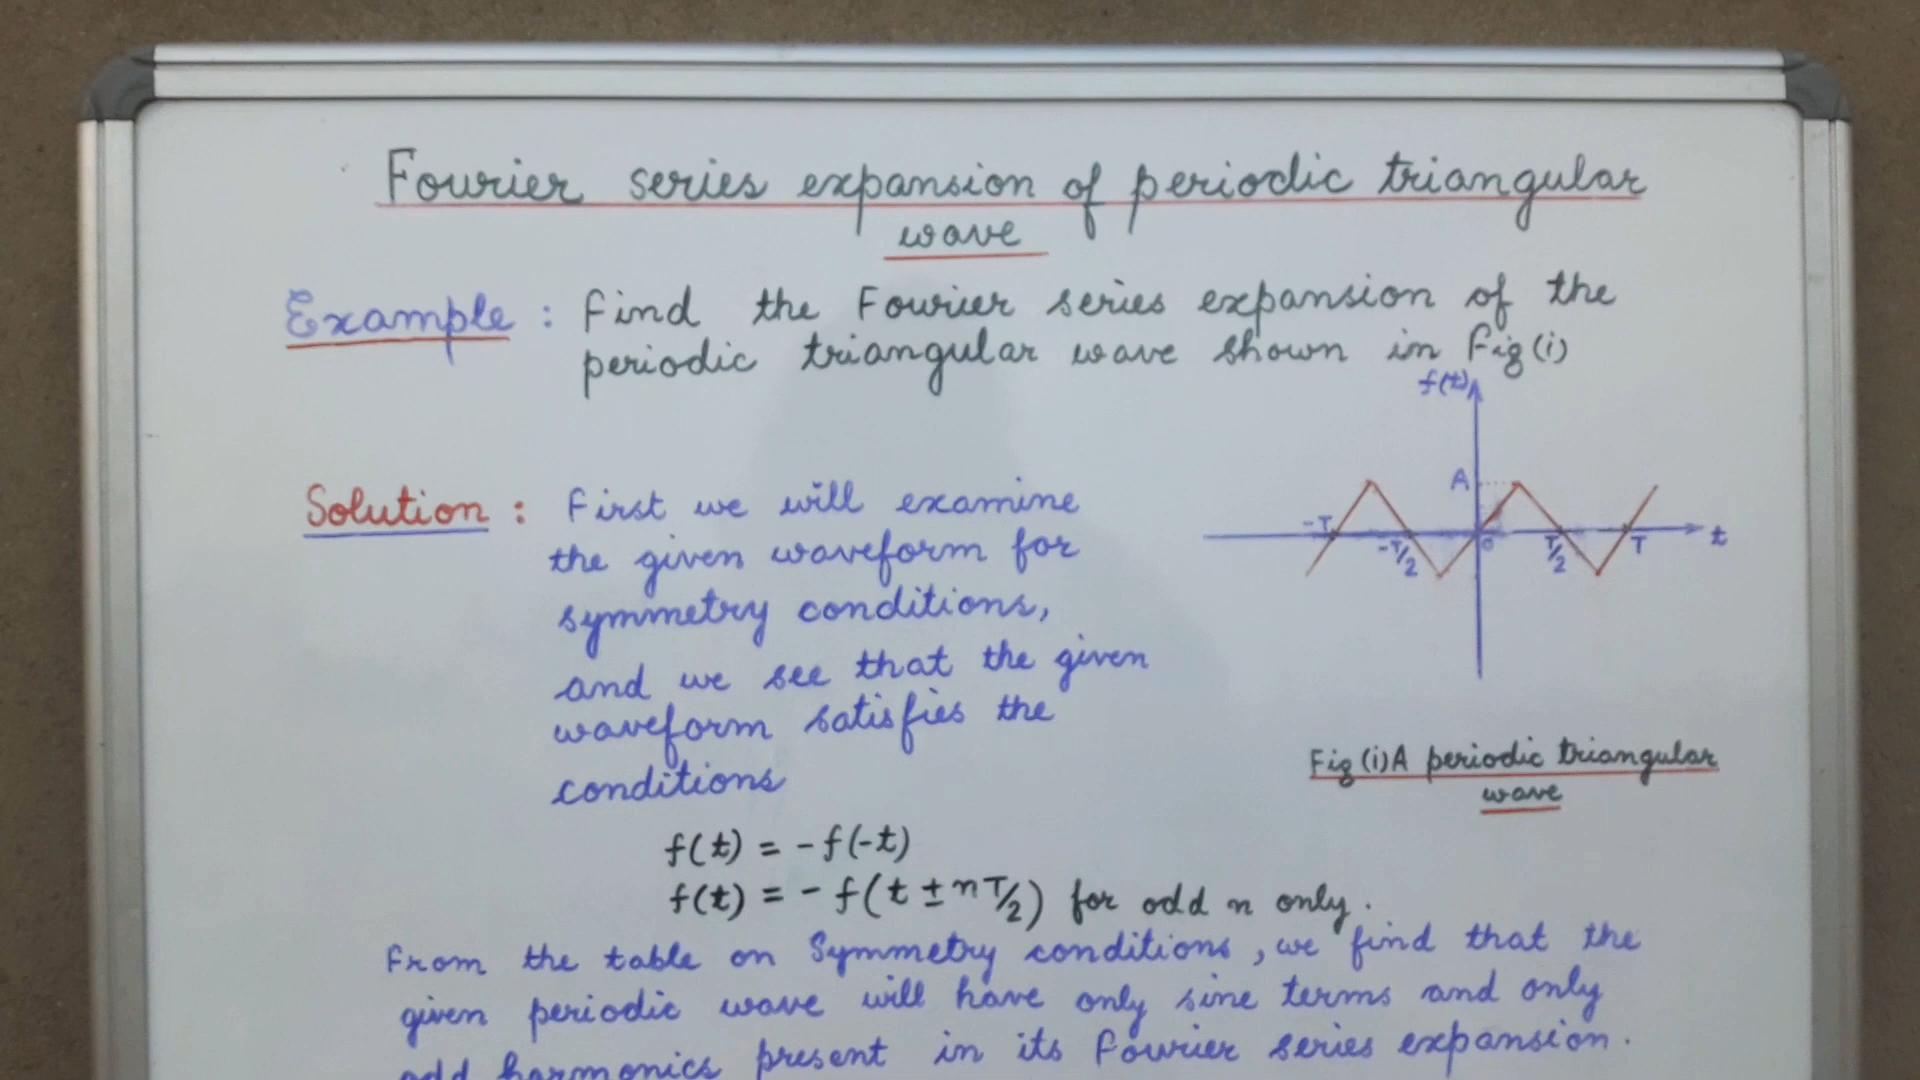 Fourier series expansion of periodic triangular
wave
Example : Find the Fourier series expansion of the
periodic triangular wave shown in Fig (i)
f(t)
A
-T
-T/2
0
T/2
T
t
Fig (i) A periodic triangular
wave
Solution : First we will examine
the given waveform for
symmetry conditions,
and we see that the given
waveform satisfies the
conditions
f(t) = -f(-t)
f(t) = - f(t ± nT/2) for odd n only.
From the table on Symmetry conditions, we find that the
given periodic wave will have only sine terms and only
odd harmonics present in its Fourier series expansion.